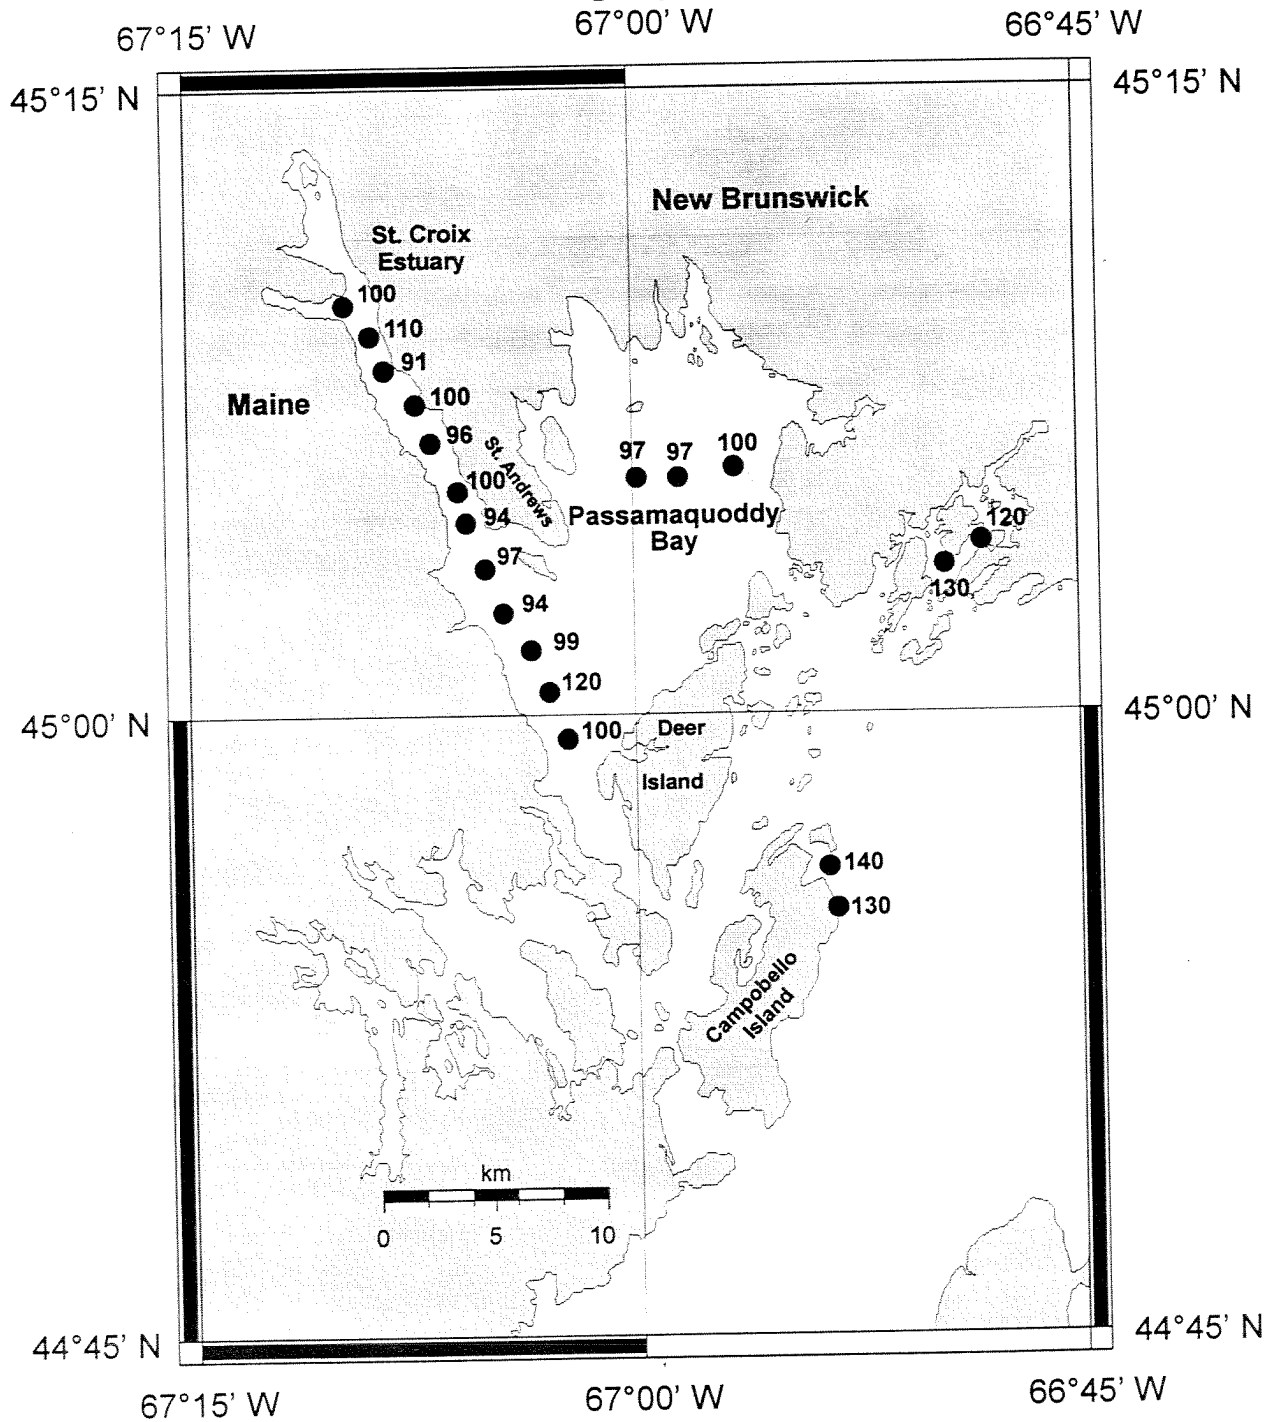 67°15' W
67°00' W
66°45' W
45°15' N
45°15' N
New Brunswick
St. Croix
Estuary
100
110
91
Maine
100
96
St. Andrews
97
97
100
100
94
Passamaquoddy
Bay
120
130
97
94
99
120
45°00' N
45°00' N
100
Deer
Island
140
130
Campobello
Island
km
0
5
10
44°45' N
44°45' N
67°15' W
67°00' W
66°45' W